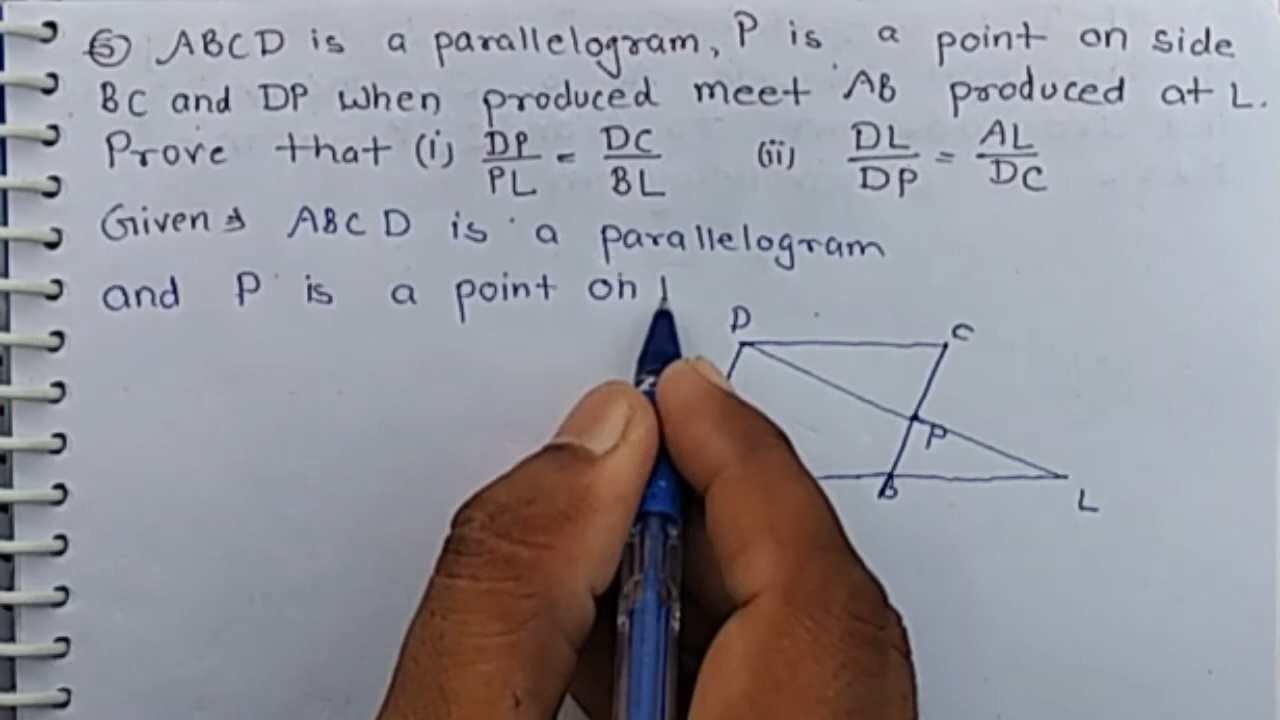 5 ABCD is a parallelogram, P is a point on side
BC and DP when produced meet AB produced at L.
Prove that (i) DP/PL = DC/BL (ii) DL/DP = AL/DC
Given ABCD is a parallelogram
and P is a point on
D
C
P
B
L